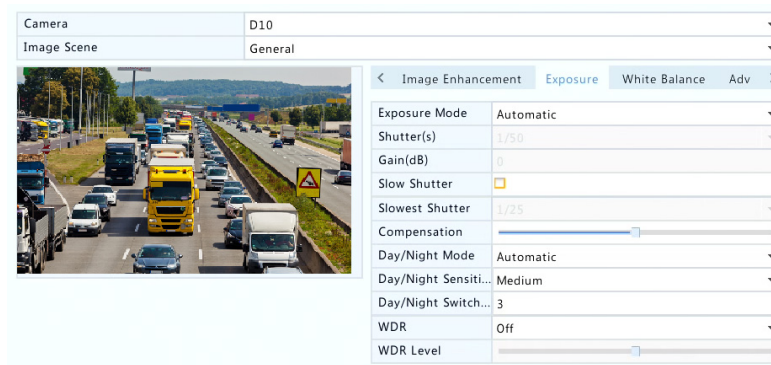 Camera D10
Image Scene General
< Image Enhancement Exposure White Balance Adv
Exposure Mode Automatic
Shutter(s) 1/50
Gain(dB) 0
Slow Shutter
Slowest Shutter 1/25
Compensation
Day/Night Mode Automatic
Day/Night Sensiti... Medium
Day/Night Switch... 3
WDR Off
WDR Level